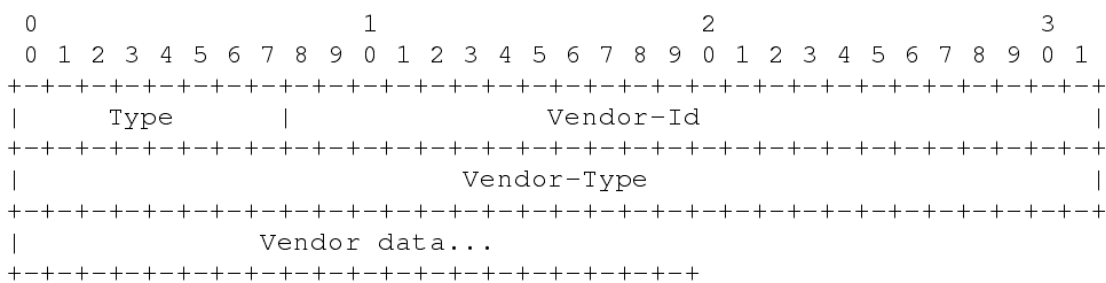 0                   1                   2                   3
 0 1 2 3 4 5 6 7 8 9 0 1 2 3 4 5 6 7 8 9 0 1 2 3 4 5 6 7 8 9 0 1
+-+-+-+-+-+-+-+-+-+-+-+-+-+-+-+-+-+-+-+-+-+-+-+-+-+-+-+-+-+-+-+-+
|     Type      |               Vendor-Id                       |
+-+-+-+-+-+-+-+-+-+-+-+-+-+-+-+-+-+-+-+-+-+-+-+-+-+-+-+-+-+-+-+-+
|                          Vendor-Type                          |
+-+-+-+-+-+-+-+-+-+-+-+-+-+-+-+-+-+-+-+-+-+-+-+-+-+-+-+-+-+-+-+-+
|              Vendor data...
+-+-+-+-+-+-+-+-+-+-+-+-+-+-+-+-+-+-+-+-+